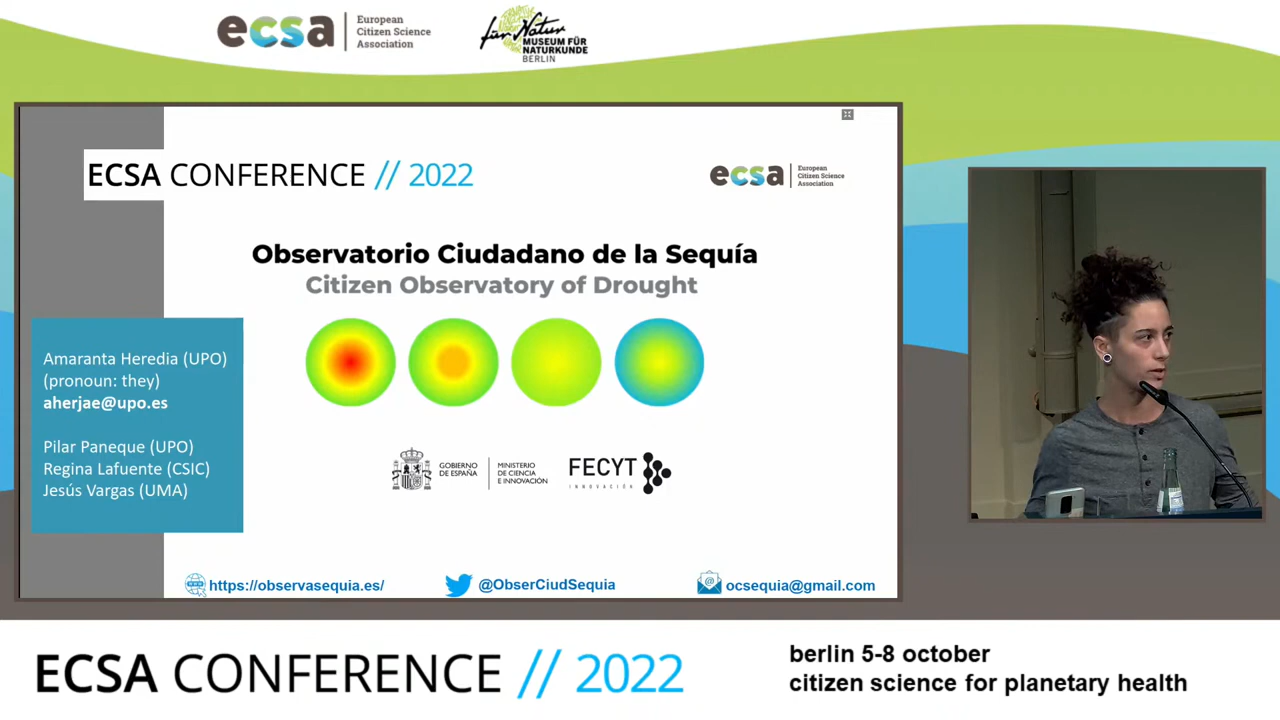 ecsa
European
Citizen Science
Association
für Natur
MUSEUM FÜR
NATURKUNDE
BERLIN
ECSA CONFERENCE // 2022
ecsa
European
Citizen Science
Association
Observatorio Ciudadano de la Sequía
Citizen Observatory of Drought
Amaranta Heredia (UPO)
(pronoun: they)
aherjae@upo.es
Pilar Paneque (UPO)
Regina Lafuente (CSIC)
Jesús Vargas (UMA)
GOBIERNO
DE ESPAÑA
MINISTERIO
DE CIENCIA
E INNOVACIÓN
FECYT
INNOVACIÓN
https://observasequia.es/
@ObserCiudSequia
@
ocsequia@gmail.com
ECSA CONFERENCE // 2022
berlin 5-8 october
citizen science for planetary health